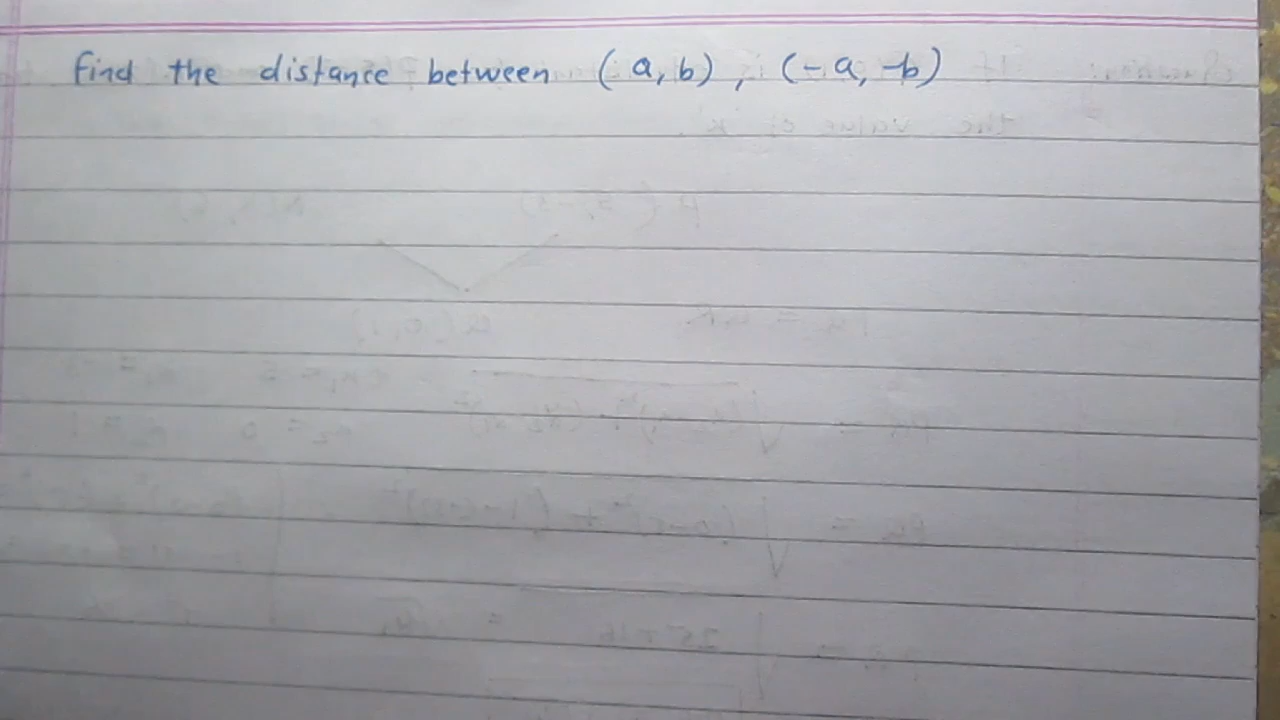 find the distance between (a, b) , (-a, -b)